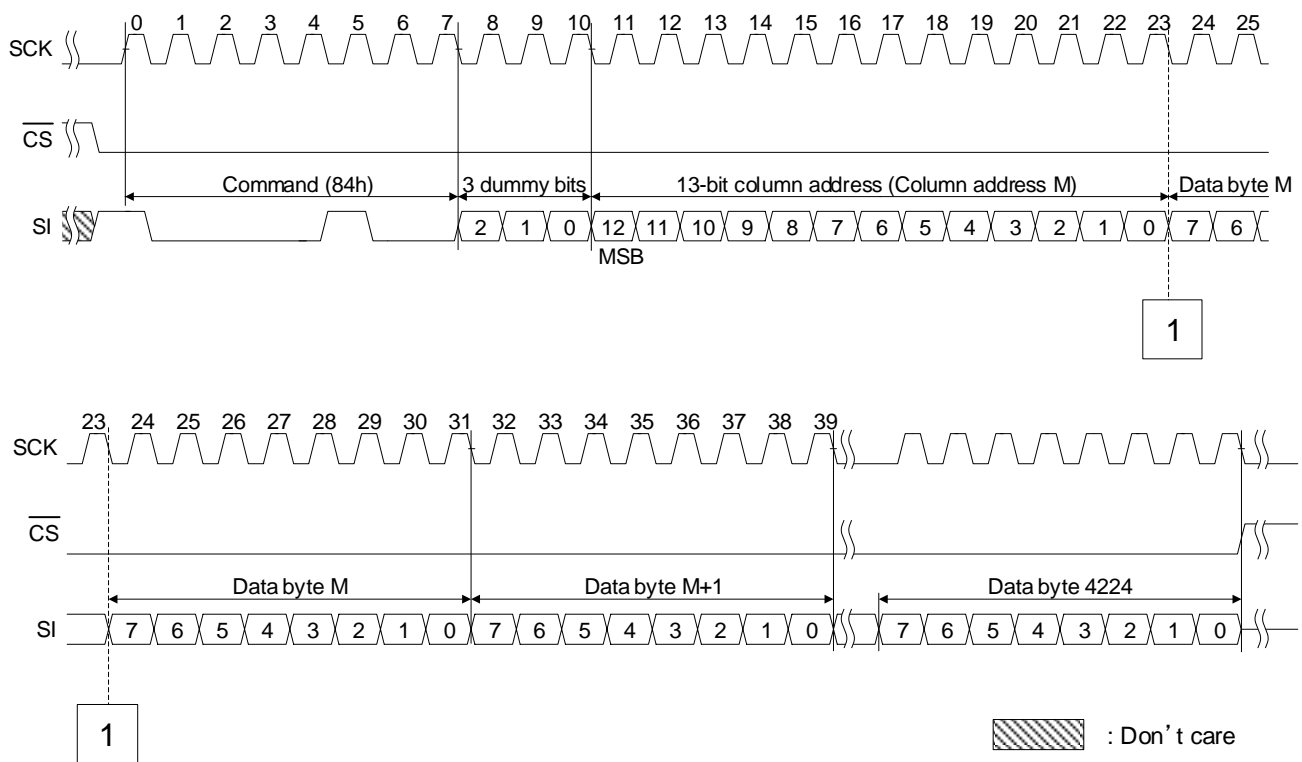 0 1 2 3 4 5 6 7 8 9 10 11 12 13 14 15 16 17 18 19 20 21 22 23 24 25
SCK
CS
Command (84h) 3 dummy bits 13-bit column address (Column address M) Data byte M
SI 2 1 0 12 11 10 9 8 7 6 5 4 3 2 1 0 7 6
MSB
1
23 24 25 26 27 28 29 30 31 32 33 34 35 36 37 38 39
SCK
CS
Data byte M Data byte M+1 Data byte 4224
SI 7 6 5 4 3 2 1 0 7 6 5 4 3 2 1 0 7 6 5 4 3 2 1 0
1
: Don't care